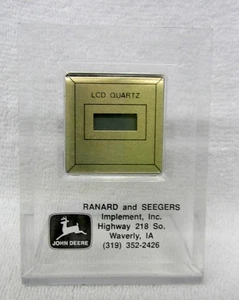 LCD QUARTZ
RANARD and SEEGERS
Implement, Inc.
Highway 218 So.
Waverly, IA
(319) 352-2426
JOHN DEERE